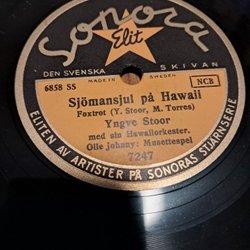 Sonora
Elit
DEN SVENSKA SKIVAN
MADE IN SWEDEN
6858 SS
NCB
Sjömansjul på Hawaii
Foxtrot (Y. Stoor, M. Torres)
Yngve Stoor
med sin Hawaiiorkester.
Olle Johnny: Musettespel
7247
ELITEN AV ARTISTER PÅ SONORAS STJÄRNSERIE